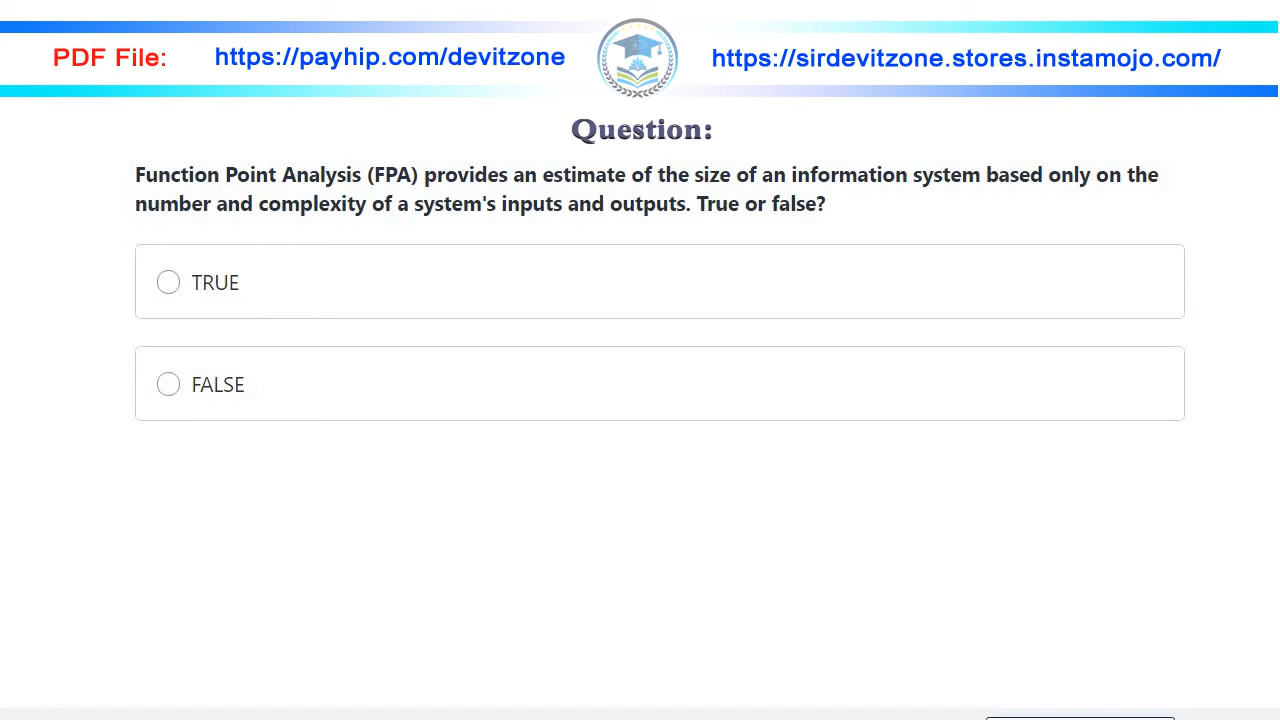 PDF File: https://payhip.com/devitzone https://sirdevitzone.stores.instamojo.com/
Question:
Function Point Analysis (FPA) provides an estimate of the size of an information system based only on the
number and complexity of a system's inputs and outputs. True or false?
TRUE
FALSE